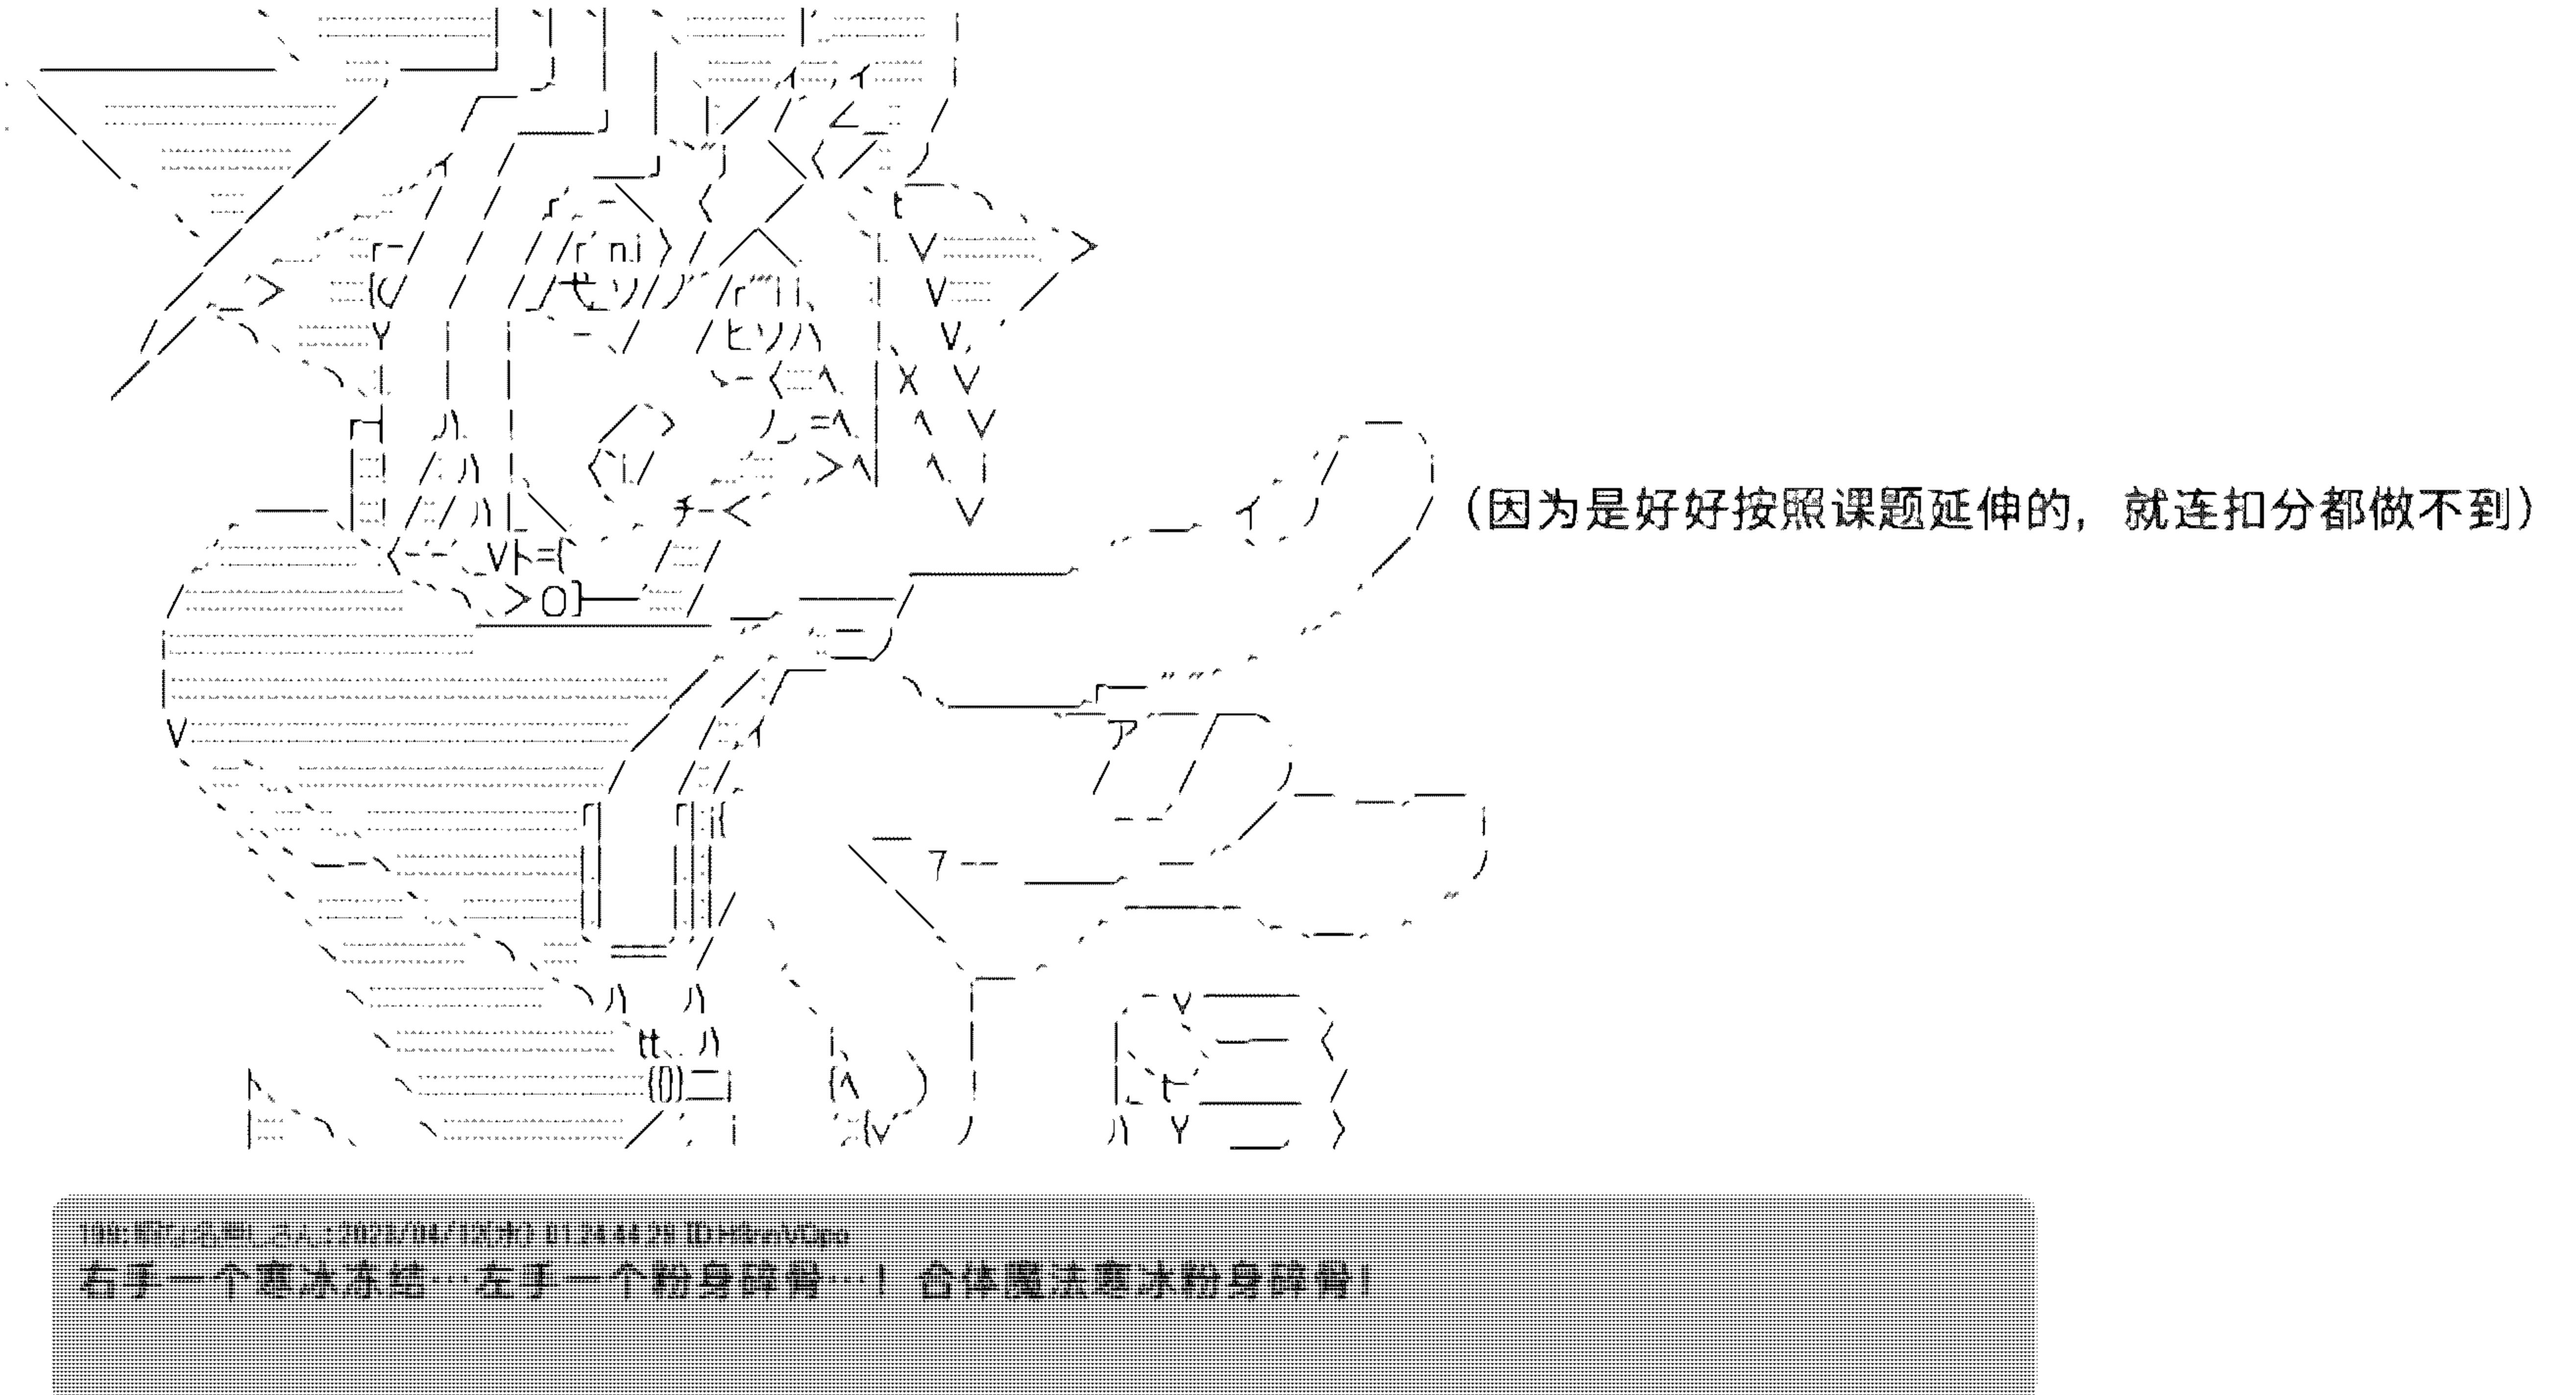 (因为是好好按照课题延伸的，就连扣分都做不到)
右手一个寒冰冻结…左手一个粉身碎骨…！合体魔法寒冰粉身碎骨！